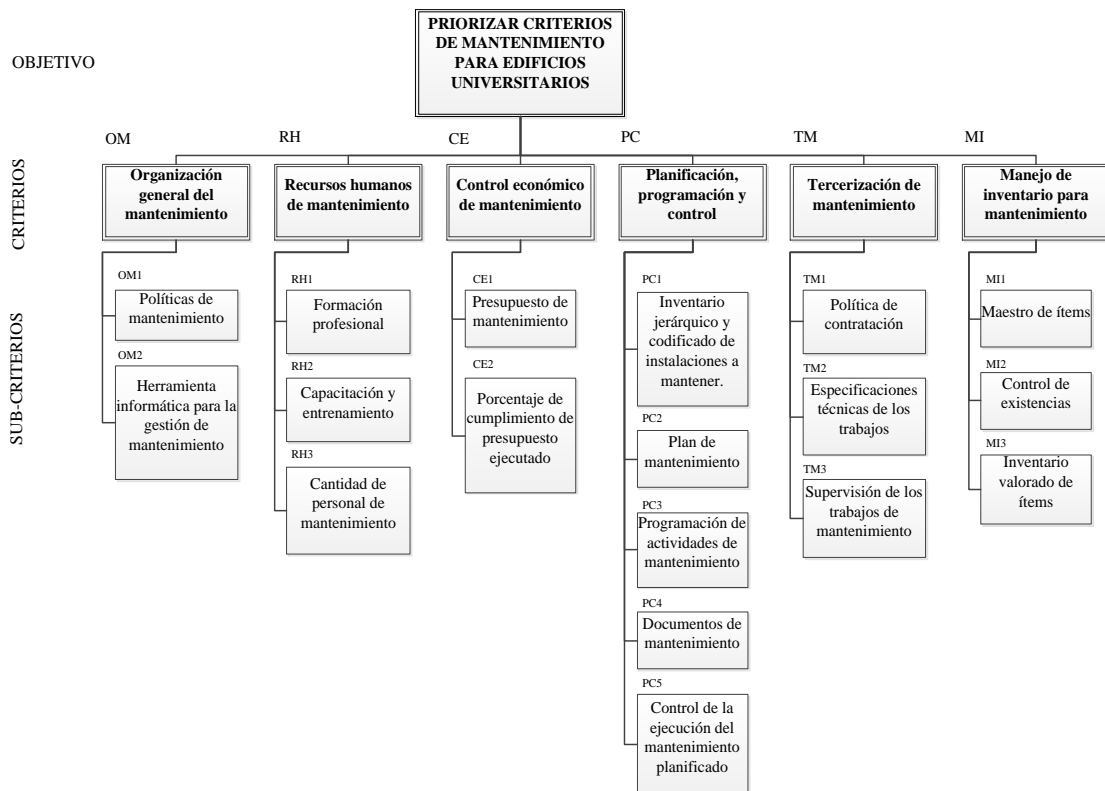 PRIORIZAR CRITERIOS
DE MANTENIMIENTO
PARA EDIFICIOS
UNIVERSITARIOS
OBJETIVO
OM
RH
CE
PC
TM
MI
CRITERIOS
Organización
general del
mantenimiento
Recursos humanos
de mantenimiento
Control económico
de mantenimiento
Planificación,
programación y
control
Tercerización de
mantenimiento
Manejo de
inventario para
mantenimiento
SUB-CRITERIOS
OM1
Políticas de
mantenimiento
OM2
Herramienta
informática para la
gestión de
mantenimiento
RH1
Formación
profesional
RH2
Capacitación y
entrenamiento
RH3
Cantidad de
personal de
mantenimiento
CE1
Presupuesto de
mantenimiento
CE2
Porcentaje de
cumplimiento de
presupuesto
ejecutado
PC1
Inventario
jerárquico y
codificado de
instalaciones a
mantener.
PC2
Plan de
mantenimiento
PC3
Programación de
actividades de
mantenimiento
PC4
Documentos de
mantenimiento
PC5
Control de la
ejecución del
mantenimiento
planificado
TM1
Política de
contratación
TM2
Especificaciones
técnicas de los
trabajos
TM3
Supervisión de los
trabajos de
mantenimiento
MI1
Maestro de ítems
MI2
Control de
existencias
MI3
Inventario
valorado de
ítems